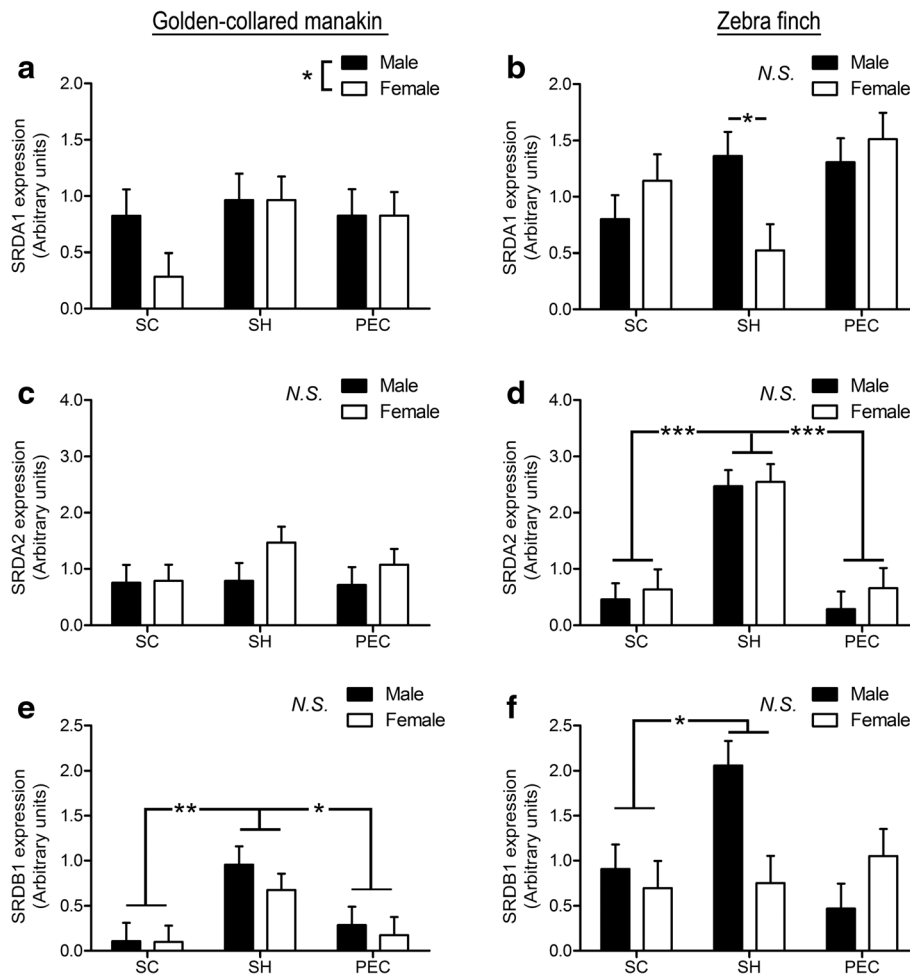 Golden-collared manakin
Zebra finch
a
* Male
Female
SRDA1 expression
(Arbitrary units)
2.0
1.5
1.0
0.5
0.0
SC SH PEC
b
N.S. Male
Female
SRDA1 expression
(Arbitrary units)
2.0
1.5
1.0
0.5
0.0
*
SC SH PEC
c
N.S. Male
Female
SRDA2 expression
(Arbitrary units)
4.0
3.0
2.0
1.0
0.0
SC SH PEC
d
N.S. Male
Female
SRDA2 expression
(Arbitrary units)
4.0
3.0
2.0
1.0
0.0
*** ***
SC SH PEC
e
N.S. Male
Female
SRDB1 expression
(Arbitrary units)
2.5
2.0
1.5
1.0
0.5
0.0
** *
SC SH PEC
f
N.S. Male
Female
SRDB1 expression
(Arbitrary units)
2.5
2.0
1.5
1.0
0.5
0.0
*
SC SH PEC